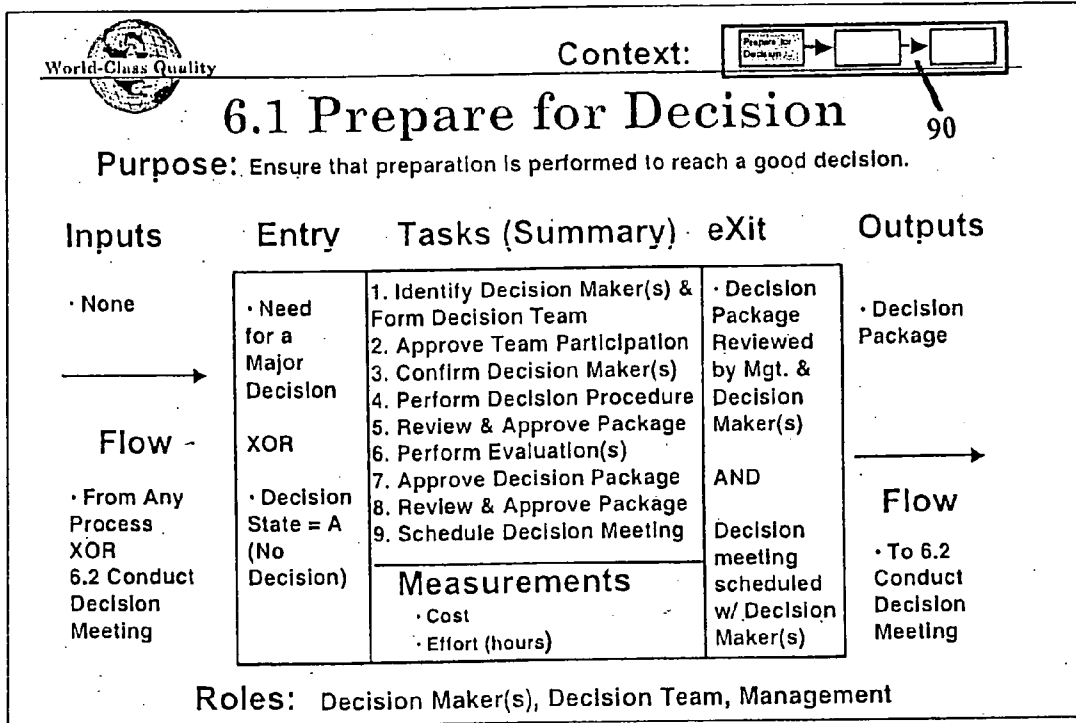 World-Class Quality
Context:
Prepare for
Decision
90
6.1 Prepare for Decision
Purpose: Ensure that preparation is performed to reach a good decision.
Inputs
· None
Flow
· From Any
Process
XOR
6.2 Conduct
Decision
Meeting
Entry
· Need
for a
Major
Decision
XOR
· Decision
State = A
(No
Decision)
Tasks (Summary)
1. Identify Decision Maker(s) &
Form Decision Team
2. Approve Team Participation
3. Confirm Decision Maker(s)
4. Perform Decision Procedure
5. Review & Approve Package
6. Perform Evaluation(s)
7. Approve Decision Package
8. Review & Approve Package
9. Schedule Decision Meeting
Measurements
· Cost
· Effort (hours)
eXit
· Decision
Package
Reviewed
by Mgt. &
Decision
Maker(s)
AND
Decision
meeting
scheduled
w/ Decision
Maker(s)
Outputs
· Decision
Package
Flow
· To 6.2
Conduct
Decision
Meeting
Roles: Decision Maker(s), Decision Team, Management